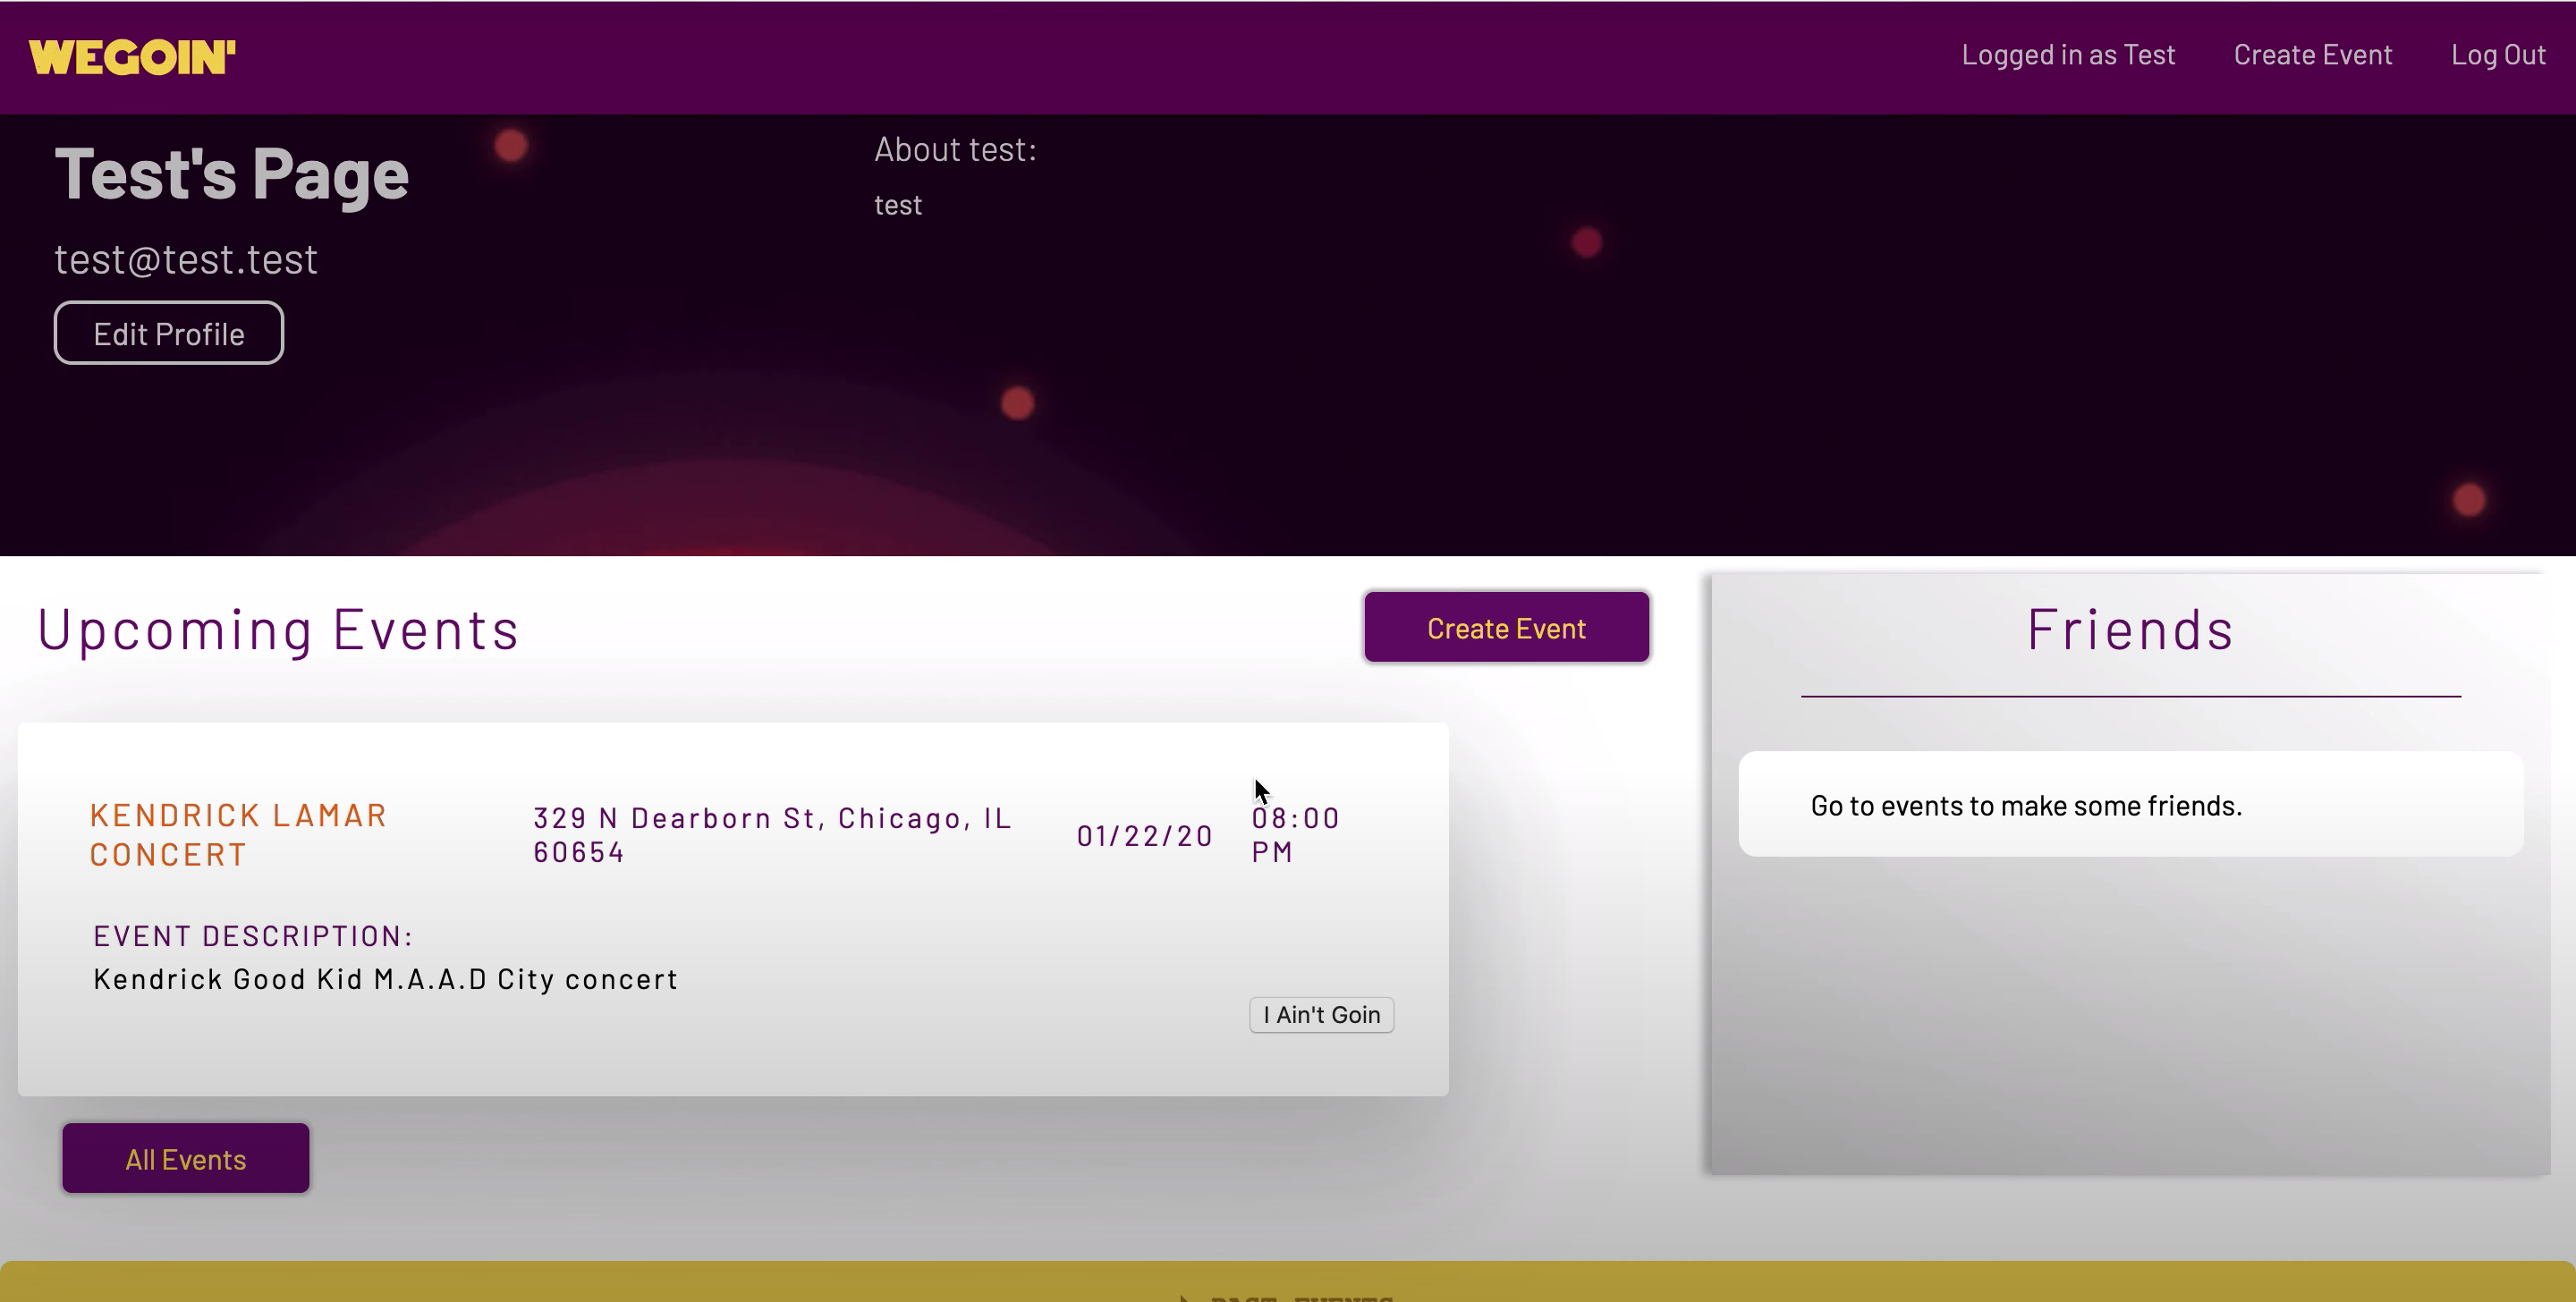 WEGOIN'
Logged in as Test
Create Event
Log Out
Test's Page
test@test.test
Edit Profile
About test:
test
Upcoming Events
Create Event
KENDRICK LAMAR
CONCERT
329 N Dearborn St, Chicago, IL
60654
01/22/20
08:00
PM
EVENT DESCRIPTION:
Kendrick Good Kid M.A.A.D City concert
I Ain't Goin
All Events
Friends
Go to events to make some friends.
PAST EVENTS